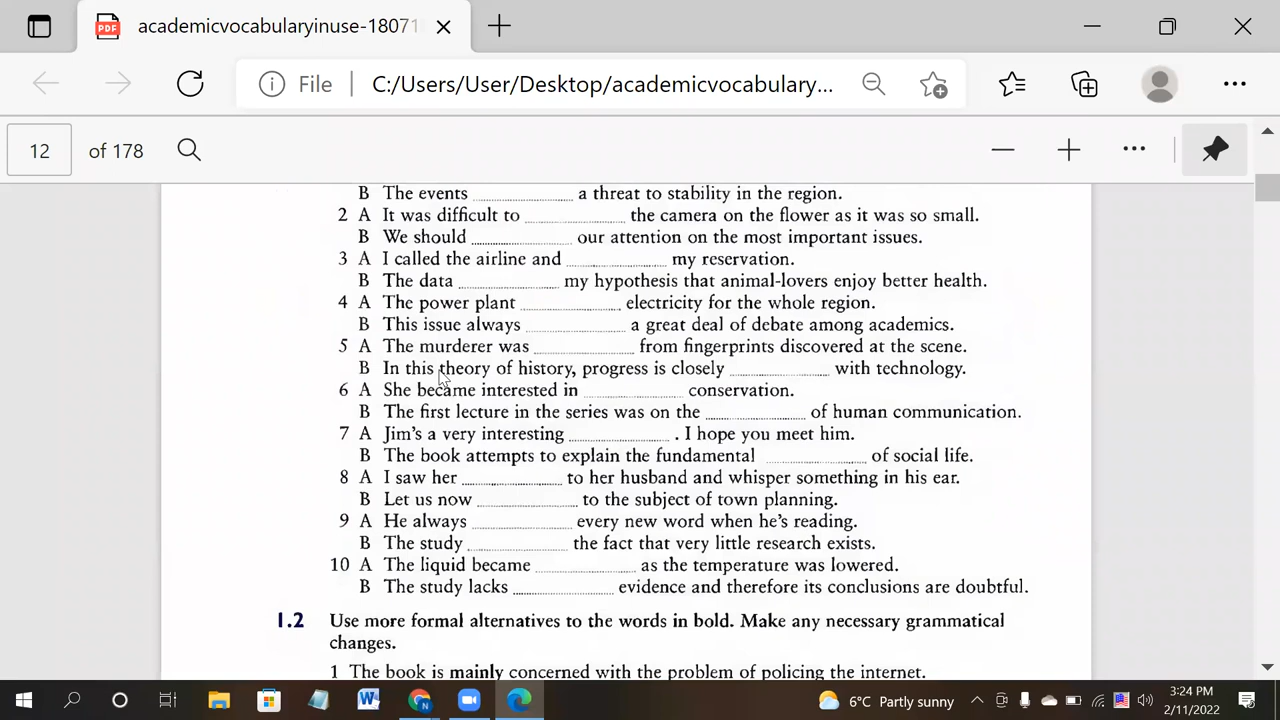 academicvocabularyinuse-18071
File
C:/Users/User/Desktop/academicvocabulary...
12 of 178
B The events ............ a threat to stability in the region.
2 A It was difficult to ............ the camera on the flower as it was so small.
B We should ............ our attention on the most important issues.
3 A I called the airline and ............ my reservation.
B The data ............ my hypothesis that animal-lovers enjoy better health.
4 A The power plant ............ electricity for the whole region.
B This issue always ............ a great deal of debate among academics.
5 A The murderer was ............ from fingerprints discovered at the scene.
B In this theory of history, progress is closely ............ with technology.
6 A She became interested in ............ conservation.
B The first lecture in the series was on the ............ of human communication.
7 A Jim's a very interesting ............ . I hope you meet him.
B The book attempts to explain the fundamental ............ of social life.
8 A I saw her ............ to her husband and whisper something in his ear.
B Let us now ............ to the subject of town planning.
9 A He always ............ every new word when he's reading.
B The study ............ the fact that very little research exists.
10 A The liquid became ............ as the temperature was lowered.
B The study lacks ............ evidence and therefore its conclusions are doubtful.
1.2 Use more formal alternatives to the words in bold. Make any necessary grammatical
changes.
1 The book is mainly concerned with the problem of policing the internet.
6°C Partly sunny
3:24 PM
2/11/2022